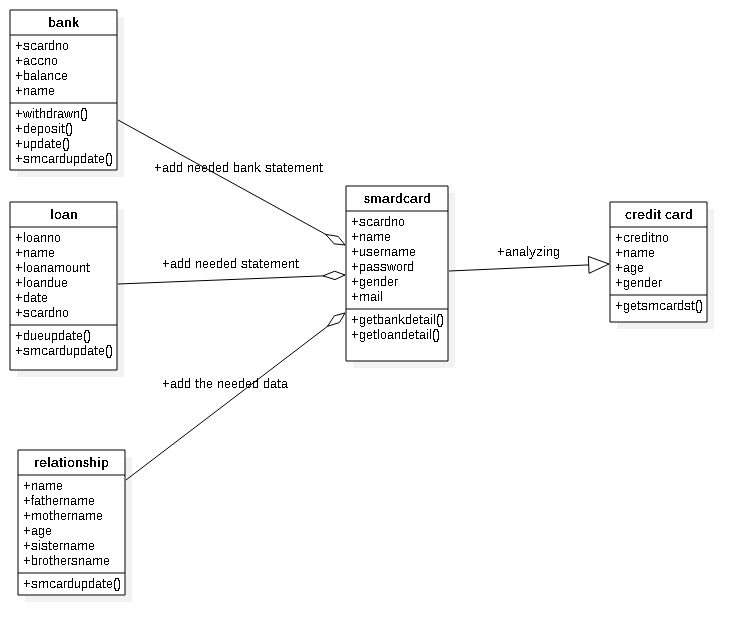 bank
+scardno
+accno
+balance
+name
+withdrawn()
+deposit()
+update()
+smcardupdate()
+add needed bank statement
loan
+loanno
+name
+loanamount
+loandue
+date
+scardno
+dueupdate()
+smcardupdate()
+add needed statement
smardcard
+scardno
+name
+username
+password
+gender
+mail
+getbankdetail()
+getloandetail()
+analyzing
credit card
+creditno
+name
+age
+gender
+getsmcardst()
+add the needed data
relationship
+name
+fathername
+mothername
+age
+sistername
+brothersname
+smcardupdate()